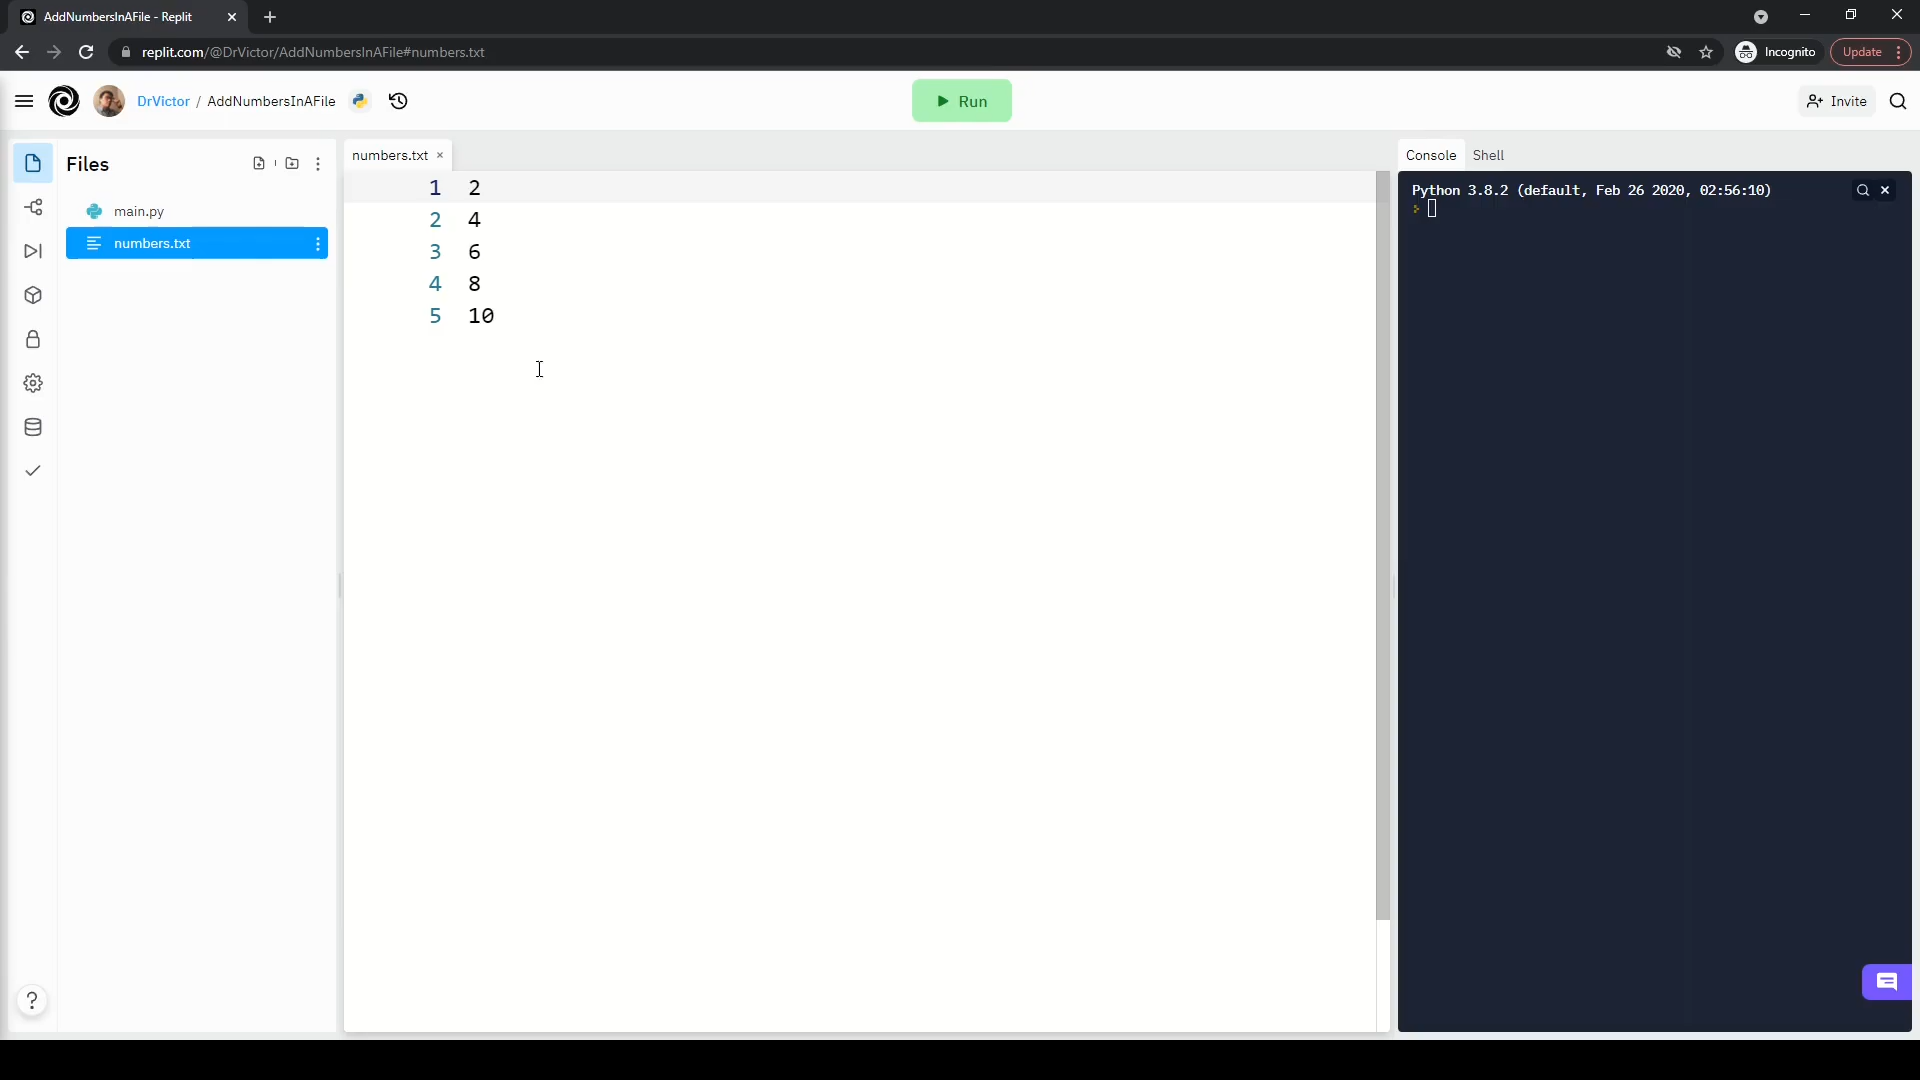 AddNumbersInAFile - Replit
replit.com/@DrVictor/AddNumbersInAFile#numbers.txt
Incognito
Update
DrVictor / AddNumbersInAFile
Run
Invite
Files
main.py
numbers.txt
numbers.txt
1 2
2 4
3 6
4 8
5 10
Console Shell
Python 3.8.2 (default, Feb 26 2020, 02:56:10)
?